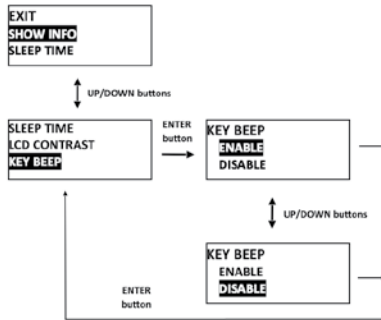 EXIT
SHOW INFO
SLEEP TIME
UP/DOWN buttons
SLEEP TIME
LCD CONTRAST
KEY BEEP
ENTER
button
KEY BEEP
ENABLE
DISABLE
UP/DOWN buttons
KEY BEEP
ENABLE
DISABLE
ENTER
button